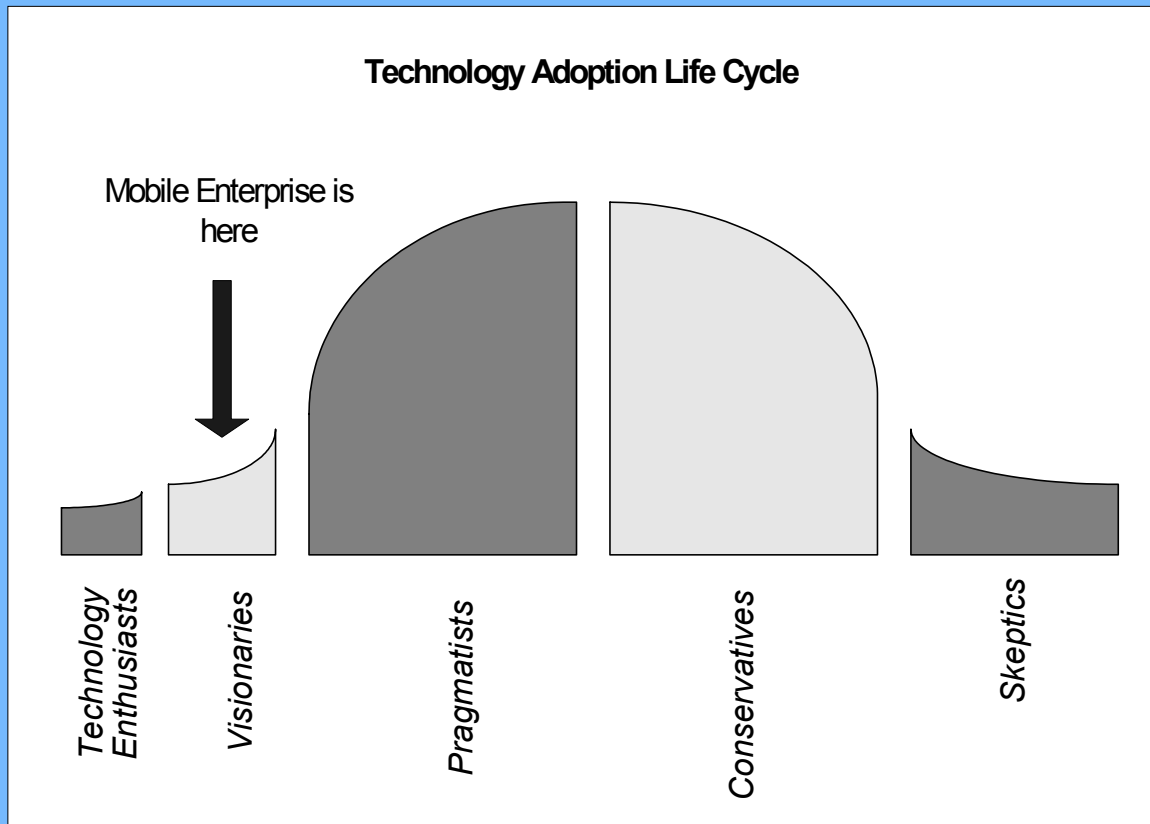 Technology Adoption Life Cycle
Mobile Enterprise is
here
Technology
Enthusiasts
Visionaries
Pragmatists
Conservatives
Skeptics